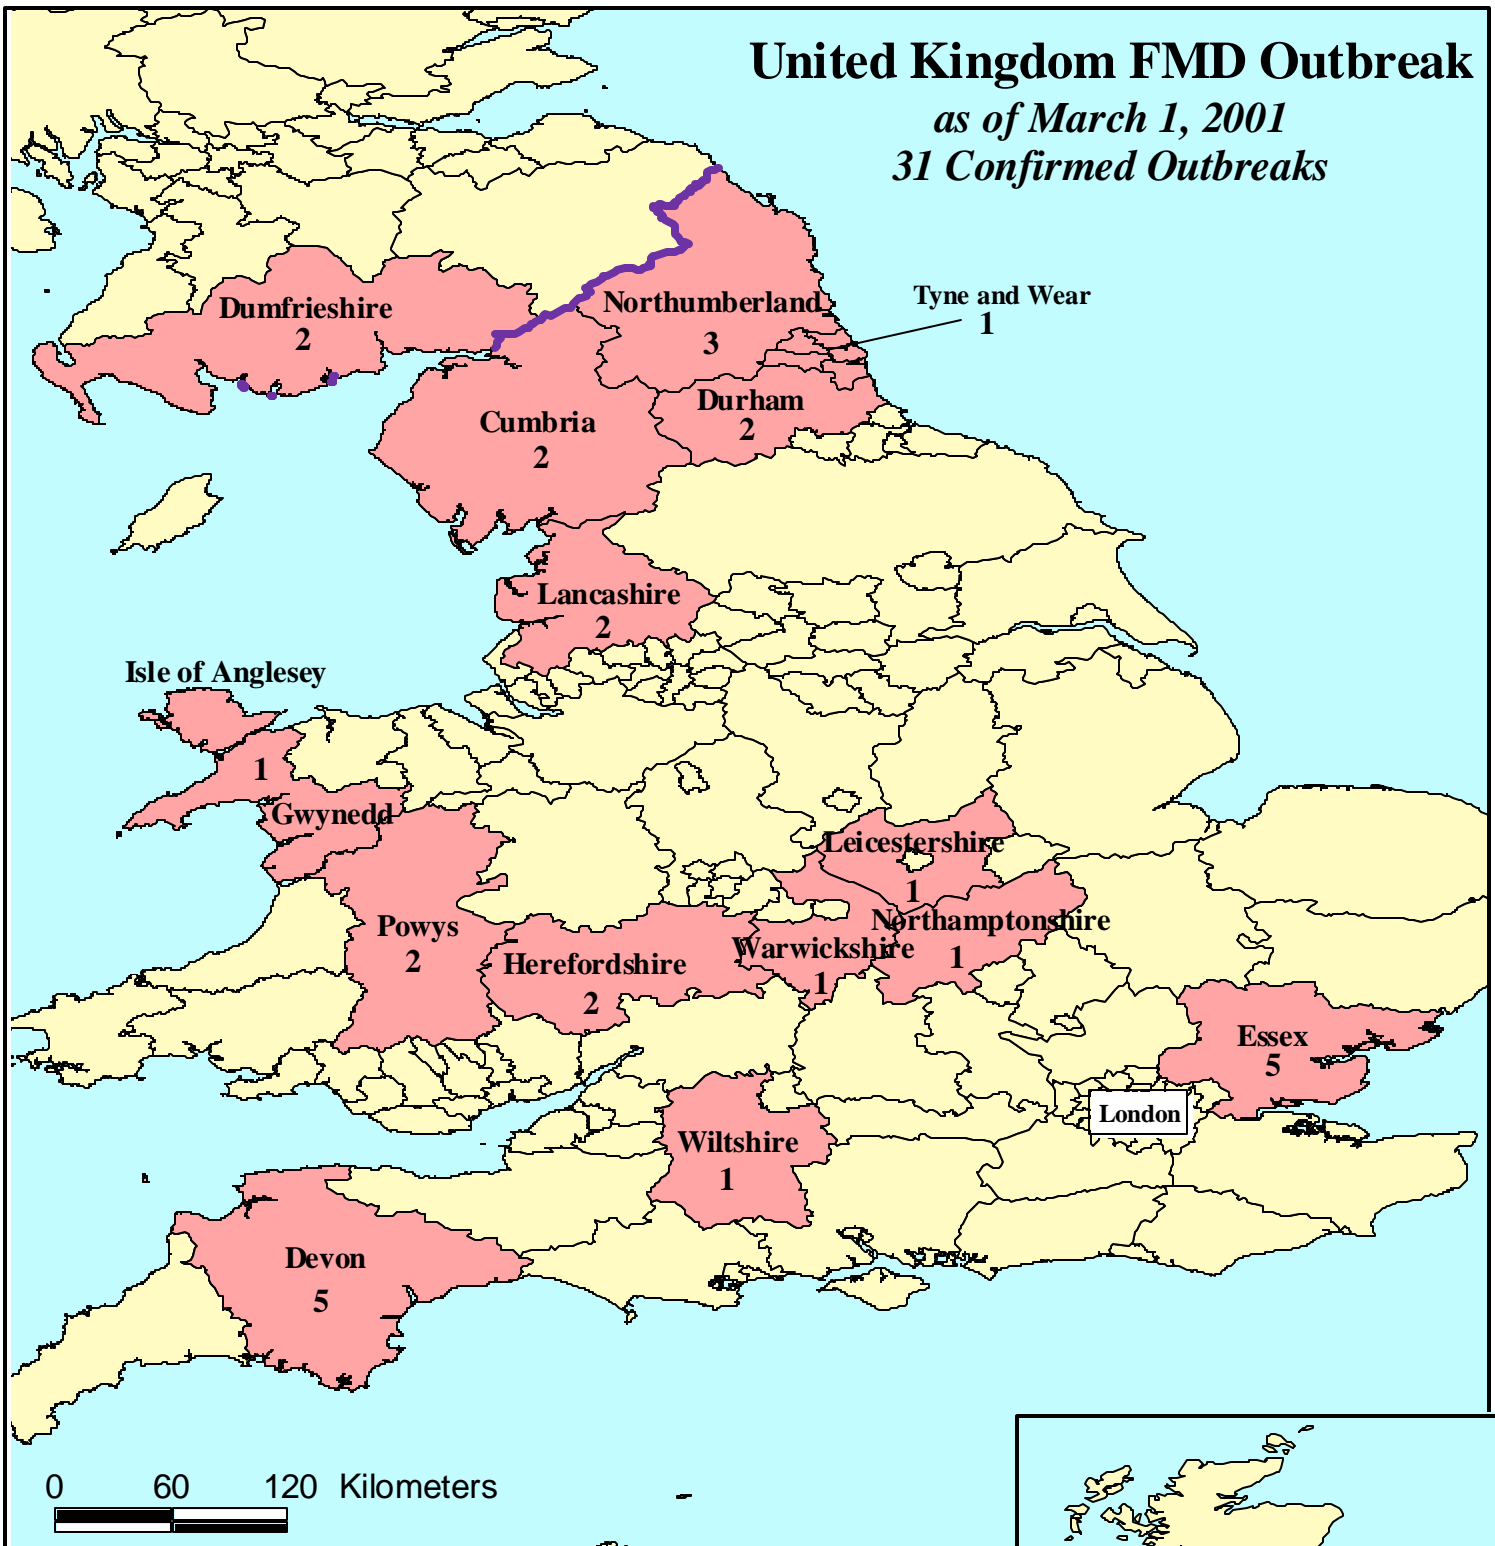 United Kingdom FMD Outbreak
as of March 1, 2001
31 Confirmed Outbreaks
Dumfrieshire
2
Northumberland
3
Tyne and Wear
1
Durham
2
Cumbria
2
Lancashire
2
Isle of Anglesey
1
Gwynedd
Leicestershire
1
Powys
2
Herefordshire
2
Warwickshire
1
Northamptonshire
1
Essex
5
London
Wiltshire
1
Devon
5
0 60 120 Kilometers